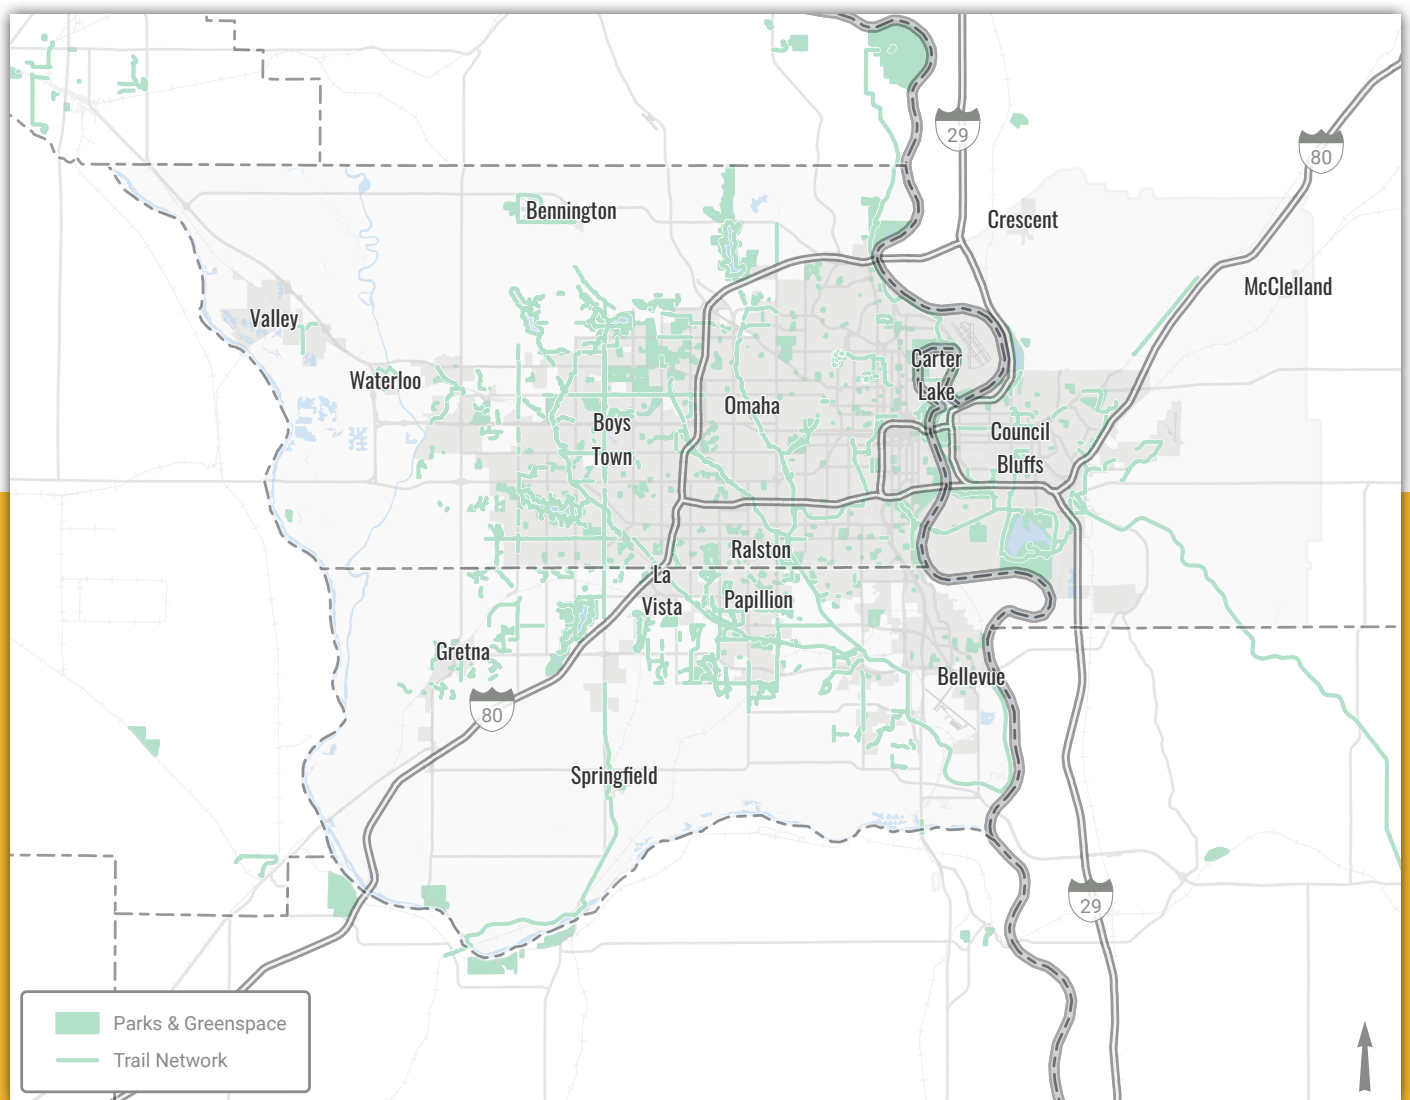 29
80
Bennington
Crescent
McClelland
Valley
Waterloo
Carter
Lake
Omaha
Boys
Town
Council
Bluffs
Ralston
La
Vista
Papillion
Gretna
Bellevue
80
Springfield
29
Parks & Greenspace
Trail Network